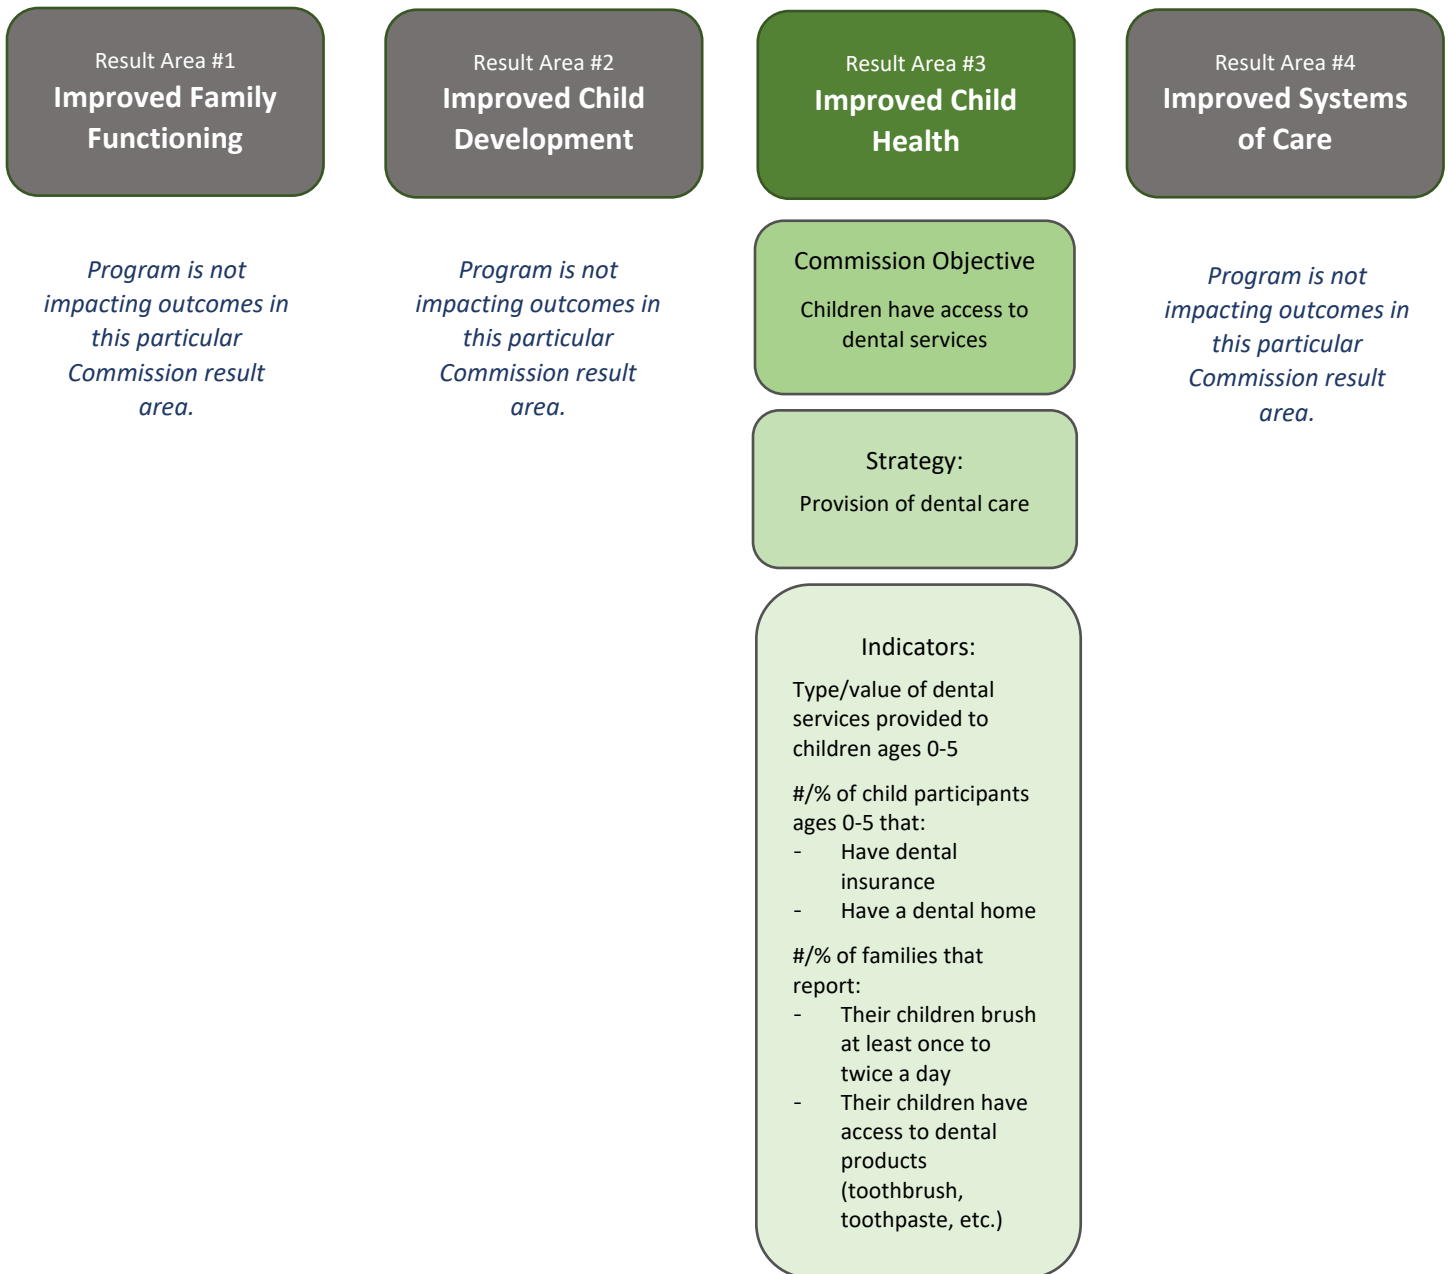 Result Area #1
Improved Family
Functioning
Program is not
impacting outcomes in
this particular
Commission result
area.
Result Area #2
Improved Child
Development
Program is not
impacting outcomes in
this particular
Commission result
area.
Result Area #3
Improved Child
Health
Commission Objective
Children have access to
dental services
Strategy:
Provision of dental care
Indicators:
Type/value of dental
services provided to
children ages 0-5
#/% of child participants
ages 0-5 that:
- Have dental
insurance
- Have a dental home
#/% of families that
report:
- Their children brush
at least once to
twice a day
- Their children have
access to dental
products
(toothbrush,
toothpaste, etc.)
Result Area #4
Improved Systems
of Care
Program is not
impacting outcomes in
this particular
Commission result
area.